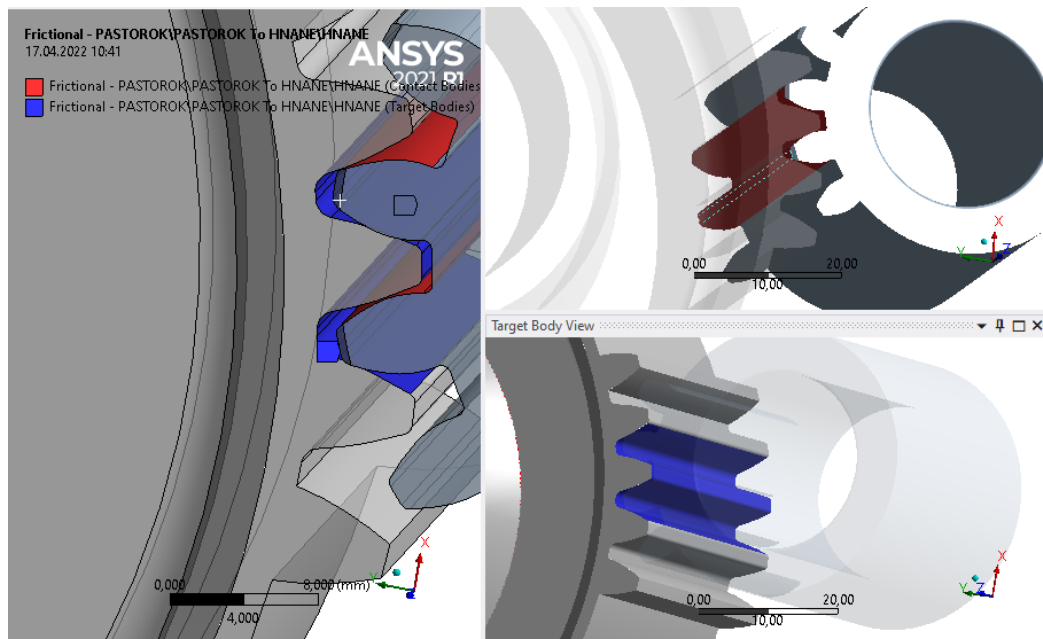 Frictional - PASTOROK\PASTOROK To HNANE\HNANE
17.04.2022 10:41
ANSYS
2021 R1
Frictional - PASTOROK\PASTOROK To HNANE\HNANE (Contact Bodies
Frictional - PASTOROK\PASTOROK To HNANE\HNANE (Target Bodies)
0,000
8,000 (mm)
4,000
X
Y
0,00
20,00
10,00
X
Y
Z
Target Body View
0,00
20,00
10,00
X
Y
Z